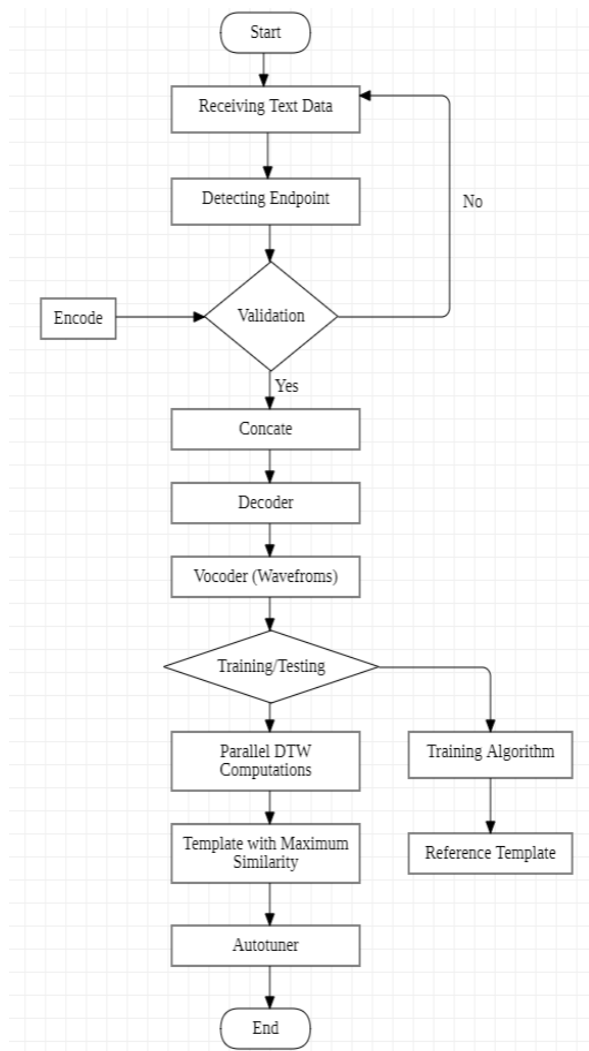 Start
Receiving Text Data
Detecting Endpoint
No
Encode
Validation
Yes
Concate
Decoder
Vocoder (Wavefroms)
Training/Testing
Parallel DTW
Computations
Training Algorithm
Template with Maximum
Similarity
Reference Template
Autotuner
End